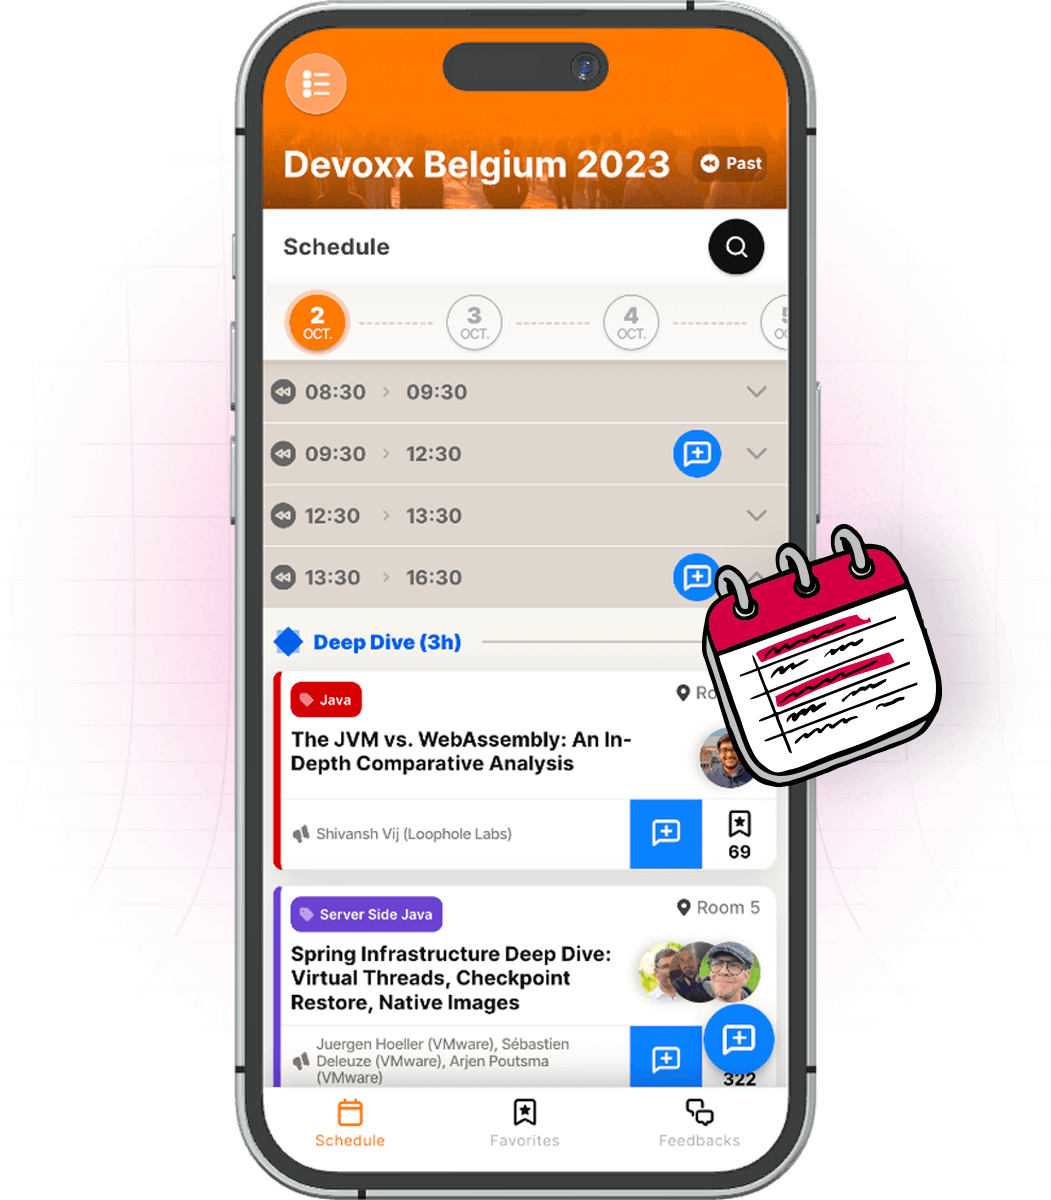 Devoxx Belgium 2023
Past
Schedule
2
OCT.
3
OCT.
4
OCT.
08:30 > 09:30
09:30 > 12:30
12:30 > 13:30
13:30 > 16:30
Deep Dive (3h)
Java
The JVM vs. WebAssembly: An In-
Depth Comparative Analysis
Shivansh Vij (Loophole Labs)
69
Server Side Java
Room 5
Spring Infrastructure Deep Dive:
Virtual Threads, Checkpoint
Restore, Native Images
Juergen Hoeller (VMware), Sébastien
Deleuze (VMware), Arjen Poutsma
(VMware)
322
Schedule
Favorites
Feedbacks